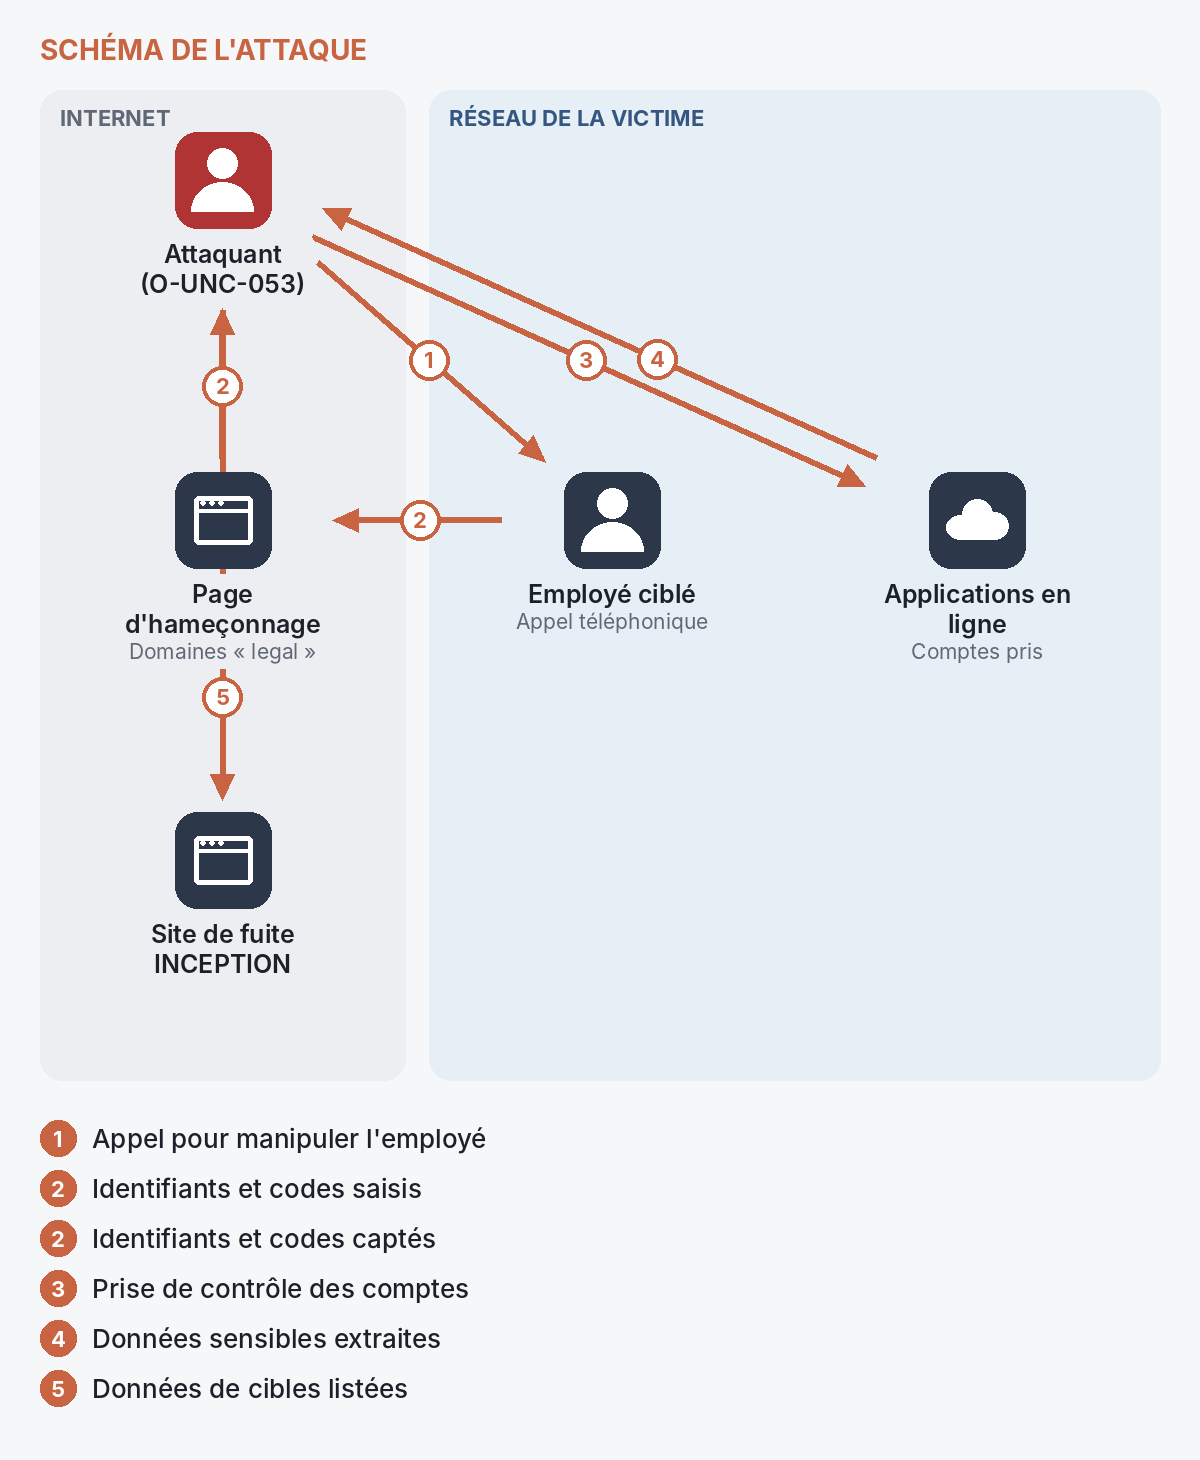 SCHÉMA DE L'ATTAQUE
INTERNET
RÉSEAU DE LA VICTIME
Attaquant
(O-UNC-053)
1
3
4
2
2
Page
d'hameçonnage
Domaines « legal »
Employé ciblé
Appel téléphonique
Applications en
ligne
Comptes pris
5
Site de fuite
INCEPTION
1 Appel pour manipuler l'employé
2 Identifiants et codes saisis
2 Identifiants et codes captés
3 Prise de contrôle des comptes
4 Données sensibles extraites
5 Données de cibles listées